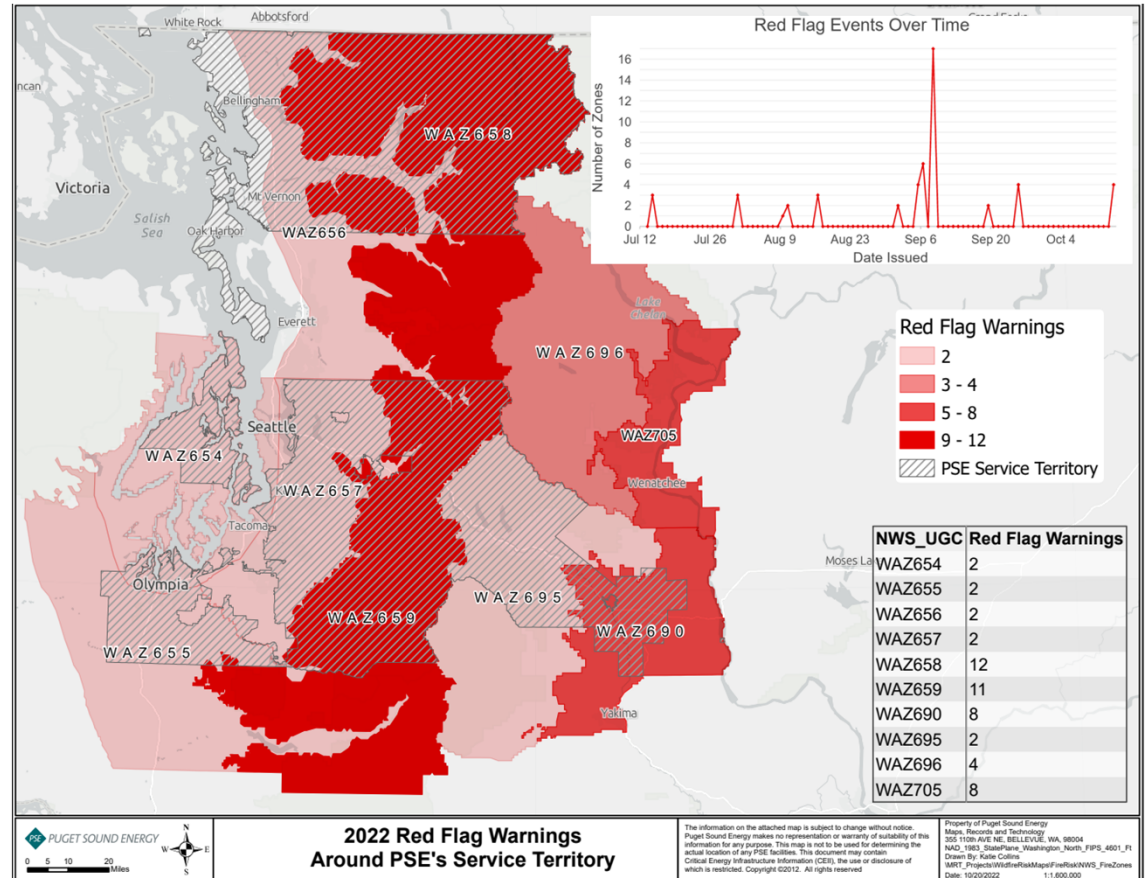 White Rock
Abbotsford
Bellingham
Victoria
Salish
Sea
Mt Vernon
Oak Harbor
Everett
Seattle
Tacoma
Olympia
Lake
Chelan
Wenatchee
Yakima
WAZ658
WAZ656
WAZ696
WAZ705
WAZ654
WAZ657
WAZ695
WAZ659
WAZ690
WAZ655
Red Flag Events Over Time
Number of Zones
16
14
12
10
8
6
4
2
0
Jul 12 Jul 26 Aug 9 Aug 23 Sep 6 Sep 20 Oct 4
Date Issued
Red Flag Warnings
2
3 - 4
5 - 8
9 - 12
PSE Service Territory
Moses La
NWS_UGC Red Flag Warnings
WAZ654 2
WAZ655 2
WAZ656 2
WAZ657 2
WAZ658 12
WAZ659 11
WAZ690 8
WAZ695 2
WAZ696 4
WAZ705 8
PSE PUGET SOUND ENERGY
N
W E
S
0 5 10 20
Miles
2022 Red Flag Warnings
Around PSE's Service Territory
The information on the attached map is subject to change without notice.
Puget Sound Energy makes no representation or warranty of suitability of this
information for any purpose. This map is not to be used for determining the
actual location of any PSE facilities. This document may contain
Critical Energy Infrastructure Information (CEII), the use or disclosure of
which is restricted. Copyright ©2012. All rights reserved
Property of Puget Sound Energy
Maps, Records and Technology
355 110th AVE NE, BELLEVUE, WA, 98004
NAD_1983_StatePlane_Washington_North_FIPS_4601_Ft
Drawn By: Katie Collins
\MRT_Projects\WildfireRiskMaps\FireRisk\NWS_FireZones
Date: 10/20/2022 1:1,600,000